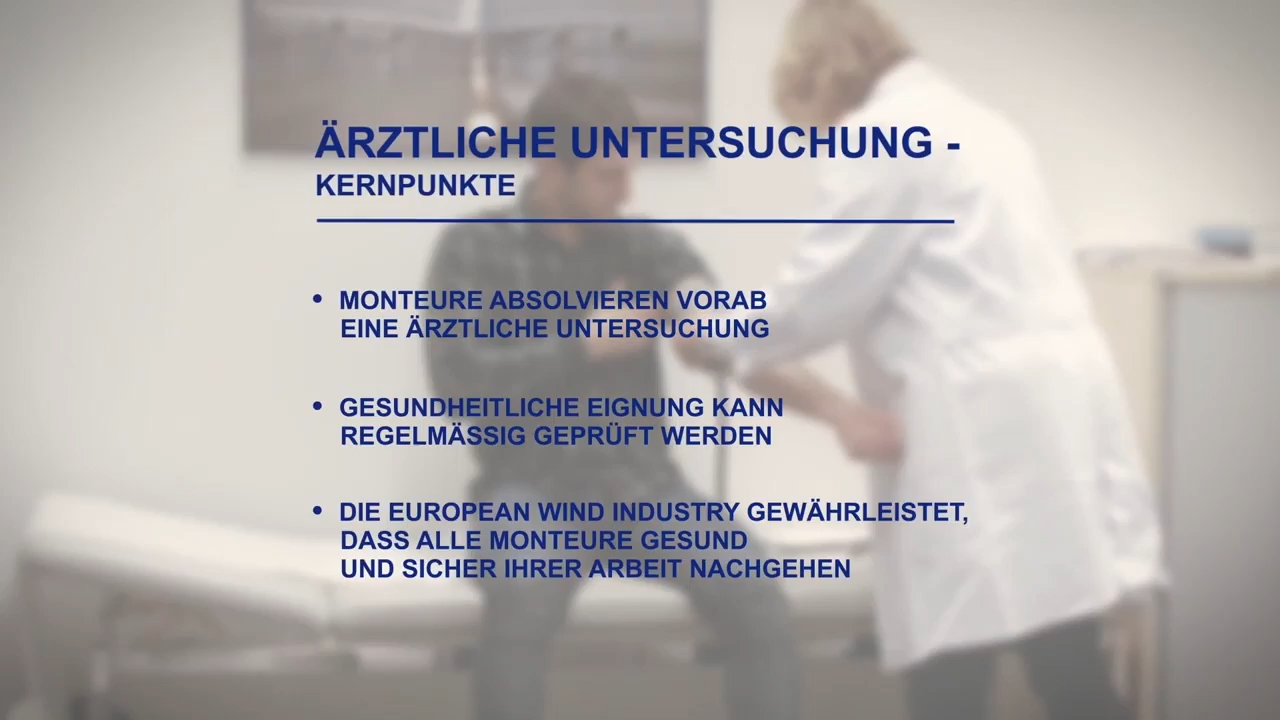 ÄRZTLICHE UNTERSUCHUNG -
KERNPUNKTE
• MONTEURE ABSOLVIEREN VORAB
EINE ÄRZTLICHE UNTERSUCHUNG
• GESUNDHEITLICHE EIGNUNG KANN
REGELMÄSSIG GEPRÜFT WERDEN
• DIE EUROPEAN WIND INDUSTRY GEWÄHRLEISTET,
DASS ALLE MONTEURE GESUND
UND SICHER IHRER ARBEIT NACHGEHEN